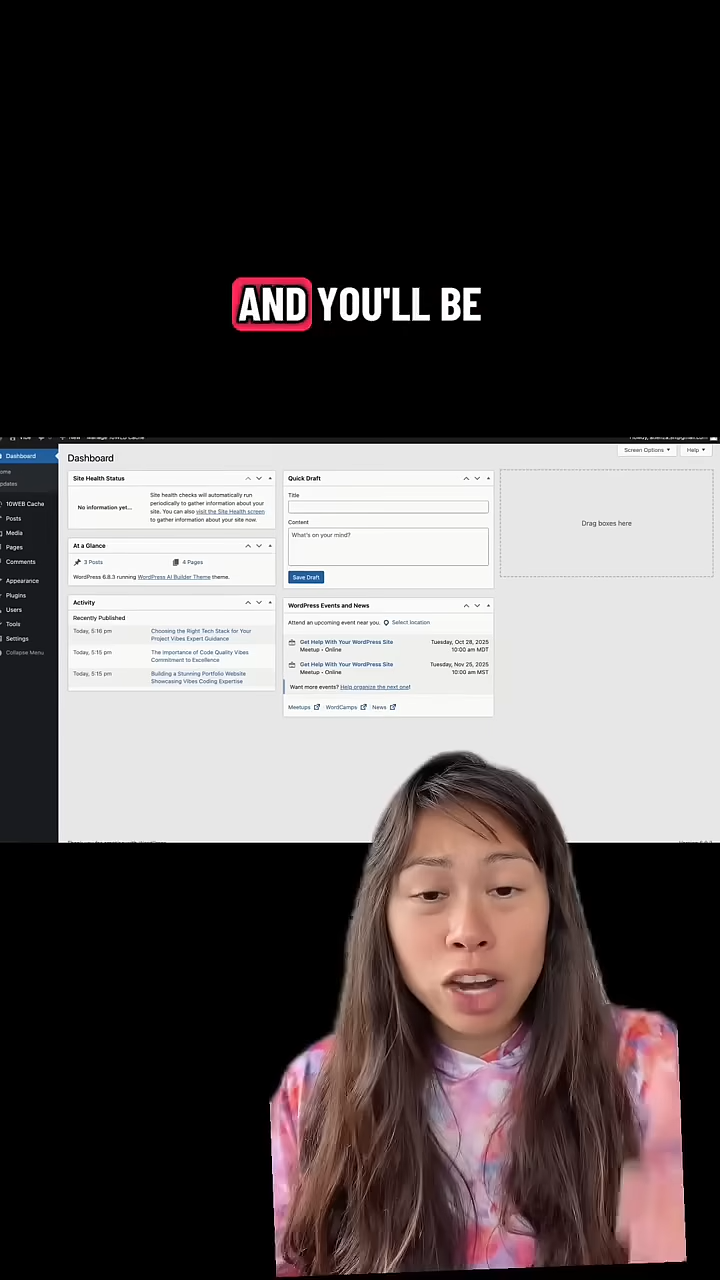 AND YOU'LL BE
Dashboard
Screen Options
Help
Dashboard
10WEB Cache
Posts
Media
Pages
Comments
Appearance
Plugins
Users
Tools
Settings
Collapse Menu
Site Health Status
No information yet...
Site health checks will automatically run
periodically to gather information about your
site. You can also visit the Site Health screen
to gather information about your site now.
At a Glance
3 Posts
4 Pages
WordPress 6.8.3 running WordPress AI Builder Theme theme.
Activity
Recently Published
Today, 5:16 pm
Choosing the Right Tech Stack for Your
Project Vibes Expert Guidance
Today, 5:15 pm
The Importance of Code Quality Vibes
Commitment to Excellence
Today, 5:15 pm
Building a Stunning Portfolio Website
Showcasing Vibes Coding Expertise
Quick Draft
Title
Content
What's on your mind?
Save Draft
WordPress Events and News
Attend an upcoming event near you.
Select location
Get Help With Your WordPress Site
Meetup • Online
Tuesday, Oct 28, 2025
10:00 am MDT
Get Help With Your WordPress Site
Meetup • Online
Tuesday, Nov 25, 2025
10:00 am MST
Want more events? Help organize the next one!
Meetups
WordCamps
News
Drag boxes here